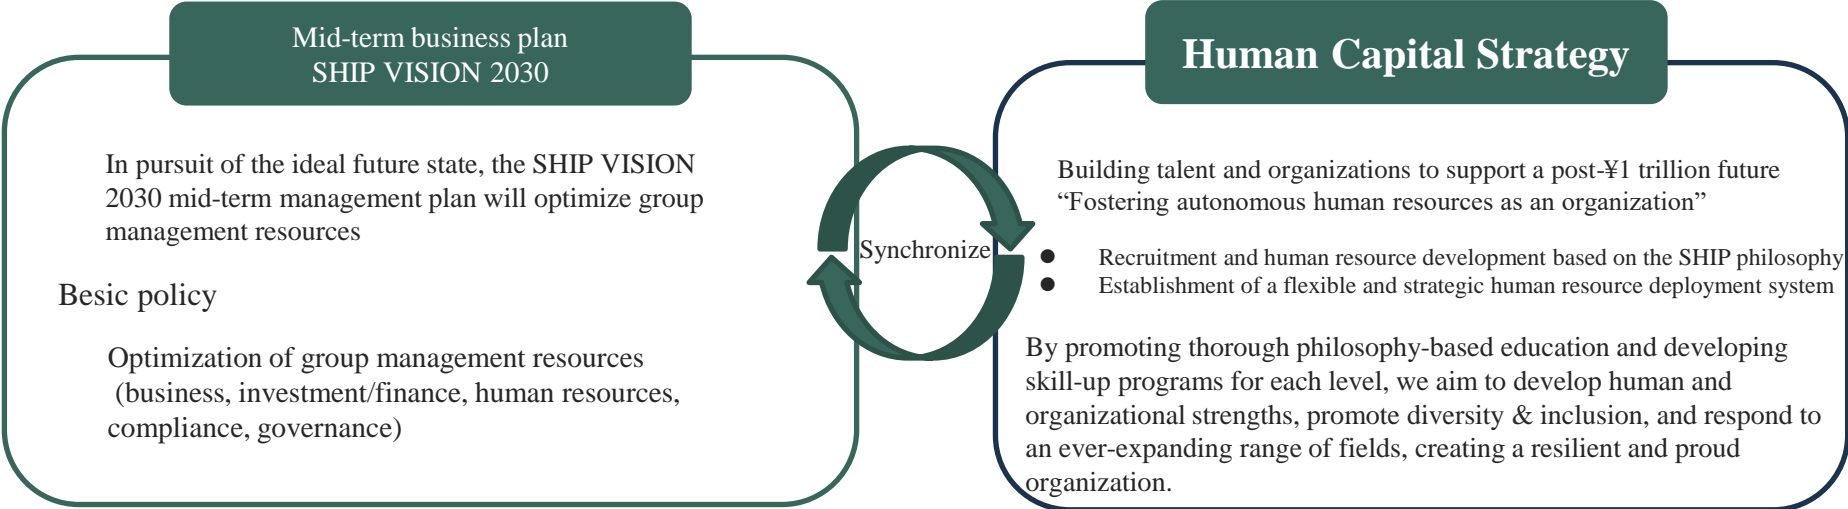 Mid-term business plan
SHIP VISION 2030
In pursuit of the ideal future state, the SHIP VISION
2030 mid-term management plan will optimize group
management resources
Besic policy
Optimization of group management resources
(business, investment/finance, human resources,
compliance, governance)
Synchronize
Human Capital Strategy
Building talent and organizations to support a post-¥1 trillion future
“Fostering autonomous human resources as an organization”
● Recruitment and human resource development based on the SHIP philosophy
● Establishment of a flexible and strategic human resource deployment system
By promoting thorough philosophy-based education and developing
skill-up programs for each level, we aim to develop human and
organizational strengths, promote diversity & inclusion, and respond to
an ever-expanding range of fields, creating a resilient and proud
organization.